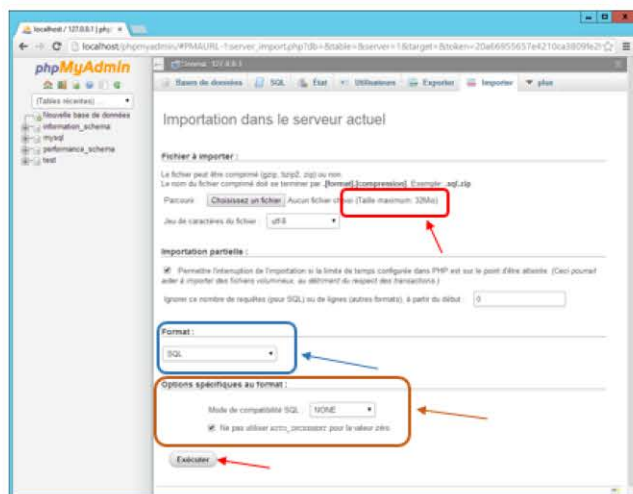 localhost / 127.0.0.1 | php
localhost/phpmyadmin/#PMAURL-1:server_import.php?db=&table=&server=1&target=&token=
phpMyAdmin
(Tables récentes) ...
Nouvelle base de données
information_schema
mysql
performance_schema
test
Serveur: 127.0.0.1
Bases de données SQL État Utilisateurs Exporter Importer plus
Importation dans le serveur actuel
Fichier à importer :
Le fichier peut être comprimé (gzip, bzip2, zip) ou non.
Le nom du fichier comprimé doit se terminer par .[format].[compression]. Exemple: .sql.zip
Parcourir : Choisissez un fichier Aucun fichier choisi (Taille maximum: 32Mio)
Jeu de caractères du fichier : utf-8
Importation partielle :
Permettre l'interruption de l'importation si la limite de temps configurée dans PHP est sur le point d'être atteinte. (Ceci pourrait
aider à importer des fichiers volumineux, au détriment du respect des transactions.)
Ignorer ce nombre de requêtes (pour SQL) ou de lignes (autres formats), à partir du début : 0
Format :
SQL
Options spécifiques au format :
Mode de compatibilité SQL : NONE
Ne pas utiliser AUTO_INCREMENT pour la valeur zéro
Exécuter